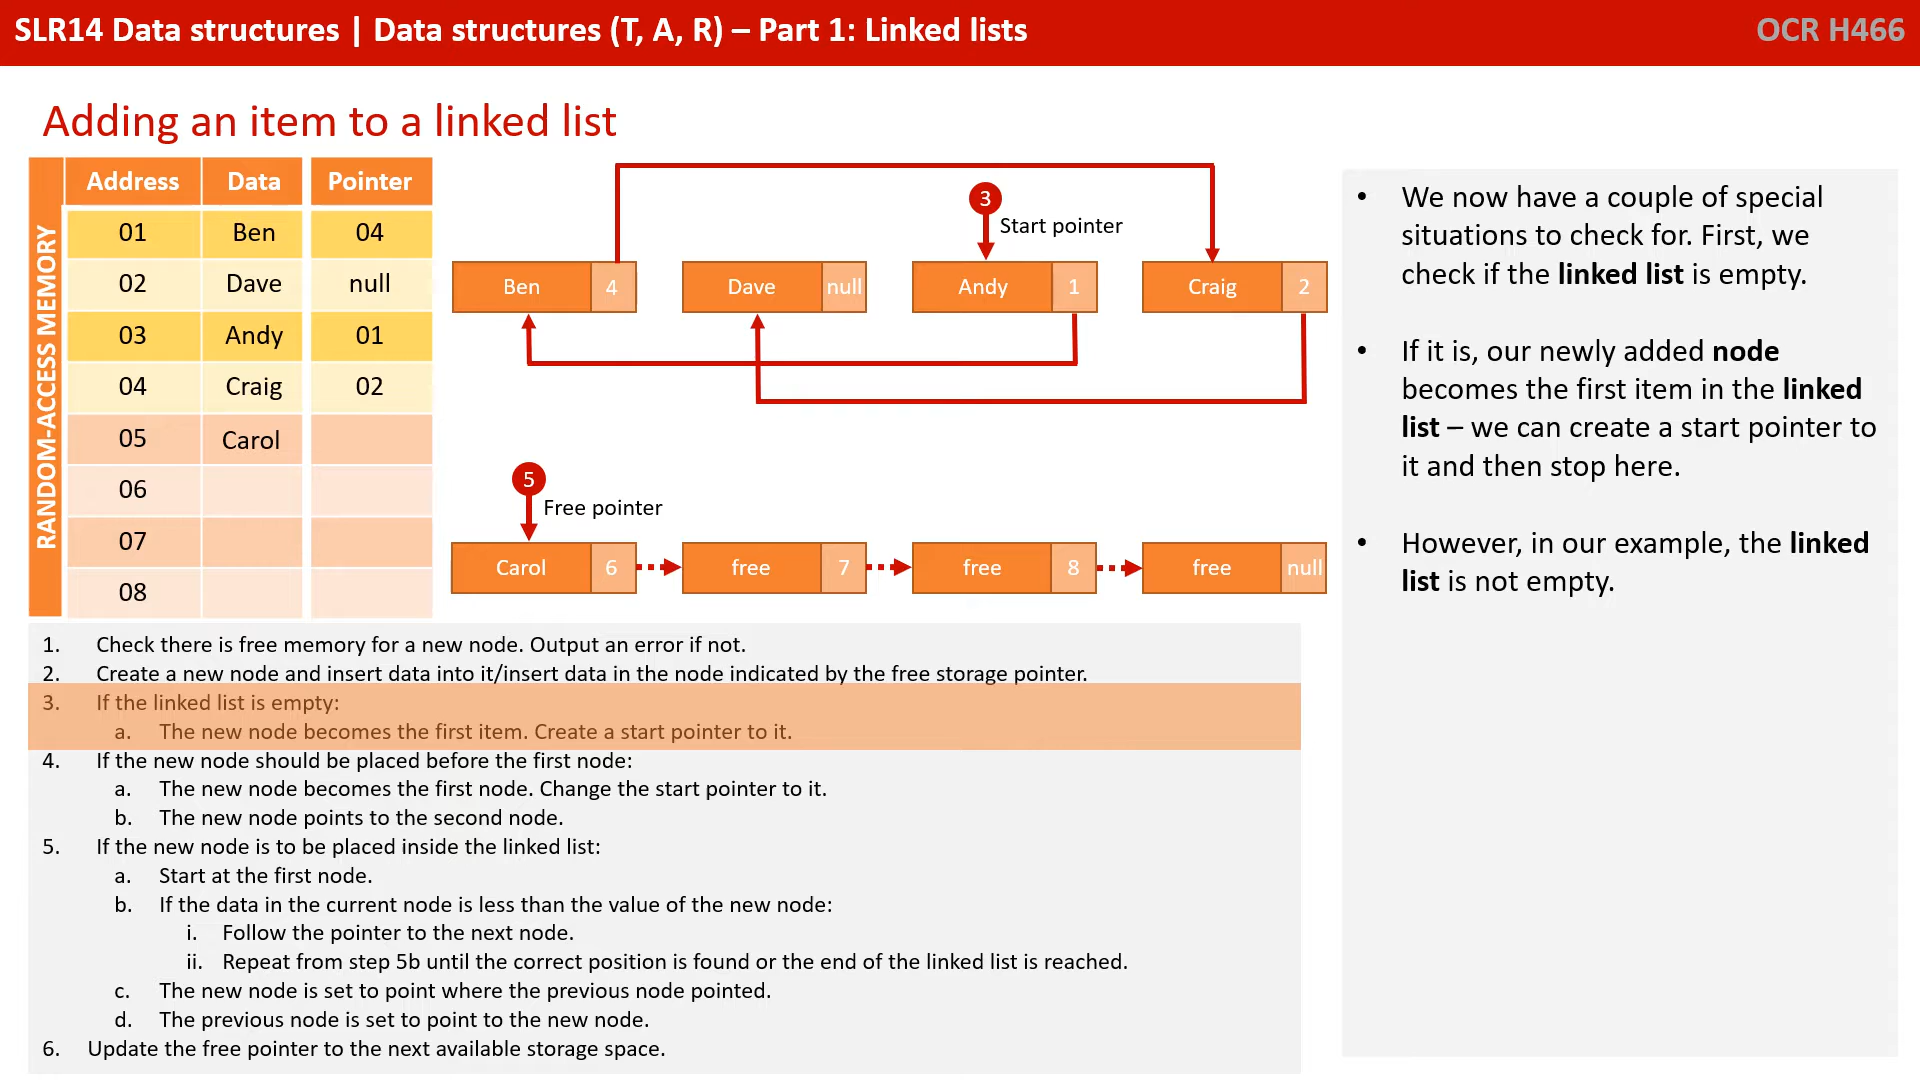 SLR14 Data structures | Data structures (T, A, R) – Part 1: Linked lists
OCR H466
Adding an item to a linked list
RANDOM-ACCESS MEMORY
Address Data Pointer
01 Ben 04
02 Dave null
03 Andy 01
04 Craig 02
05 Carol
06
07
08
3
Start pointer
Ben 4
Dave null
Andy 1
Craig 2
5
Free pointer
Carol 6
free 7
free 8
free null
• We now have a couple of special
situations to check for. First, we
check if the linked list is empty.
• If it is, our newly added node
becomes the first item in the linked
list – we can create a start pointer to
it and then stop here.
• However, in our example, the linked
list is not empty.
1. Check there is free memory for a new node. Output an error if not.
2. Create a new node and insert data into it/insert data in the node indicated by the free storage pointer.
3. If the linked list is empty:
a. The new node becomes the first item. Create a start pointer to it.
4. If the new node should be placed before the first node:
a. The new node becomes the first node. Change the start pointer to it.
b. The new node points to the second node.
5. If the new node is to be placed inside the linked list:
a. Start at the first node.
b. If the data in the current node is less than the value of the new node:
i. Follow the pointer to the next node.
ii. Repeat from step 5b until the correct position is found or the end of the linked list is reached.
c. The new node is set to point where the previous node pointed.
d. The previous node is set to point to the new node.
6. Update the free pointer to the next available storage space.